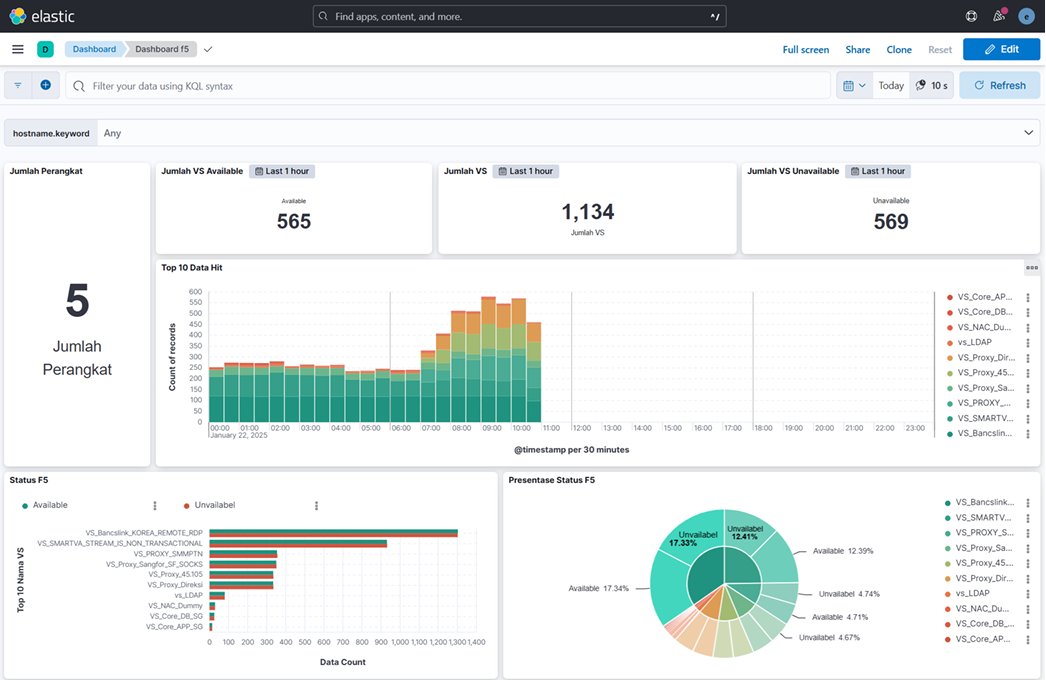 elastic
Find apps, content, and more.
^/
e
D
Dashboard
Dashboard f5
Full screen
Share
Clone
Reset
Edit
Filter your data using KQL syntax
Today
10 s
Refresh
hostname.keyword
Any
Jumlah Perangkat
5
Jumlah
Perangkat
Jumlah VS Available
Last 1 hour
Available
565
Jumlah VS
Last 1 hour
1,134
Jumlah VS
Jumlah VS Unavailable
Last 1 hour
Unavailable
569
Top 10 Data Hit
Count of records
600
550
500
450
400
350
300
250
200
150
100
50
0
00:00 01:00 02:00 03:00 04:00 05:00 06:00 07:00 08:00 09:00 10:00 11:00 12:00 13:00 14:00 15:00 16:00 17:00 18:00 19:00 20:00 21:00 22:00 23:00
January 22, 2025
@timestamp per 30 minutes
VS_Core_AP...
VS_Core_DB...
VS_NAC_Du...
vs_LDAP
VS_Proxy_Dir...
VS_Proxy_45...
VS_Proxy_Sa...
VS_PROXY_...
VS_SMARTV...
VS_Bancslin...
Status F5
Available
Unvailabel
Top 10 Nama VS
VS_Bancslink_KOREA_REMOTE_RDP
VS_SMARTVA_STREAM_IS_NON_TRANSACTIONAL
VS_PROXY_SMMPTN
VS_Proxy_Sangfor_SF_SOCKS
VS_Proxy_45.105
VS_Proxy_Direksi
vs_LDAP
VS_NAC_Dummy
VS_Core_DB_SG
VS_Core_APP_SG
0 100 200 300 400 500 600 700 800 900 1,000 1,100 1,200 1,300 1,400
Data Count
Presentase Status F5
Unvailabel
17.33%
Unvailabel
12.41%
Available 12.39%
Available 17.34%
Unvailabel 4.74%
Available 4.71%
Unvailabel 4.67%
VS_Bancslink...
VS_SMARTV...
VS_PROXY_S...
VS_Proxy_Sa...
VS_Proxy_45....
VS_Proxy_Dir...
vs_LDAP
VS_NAC_Du...
VS_Core_DB_...
VS_Core_AP...